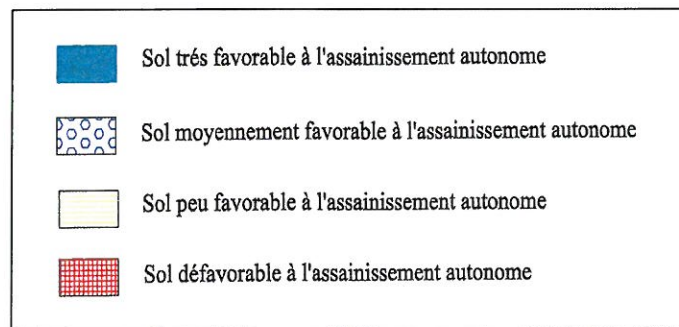 Sol trés favorable à l'assainissement autonome
Sol moyennement favorable à l'assainissement autonome
Sol peu favorable à l'assainissement autonome
Sol défavorable à l'assainissement autonome